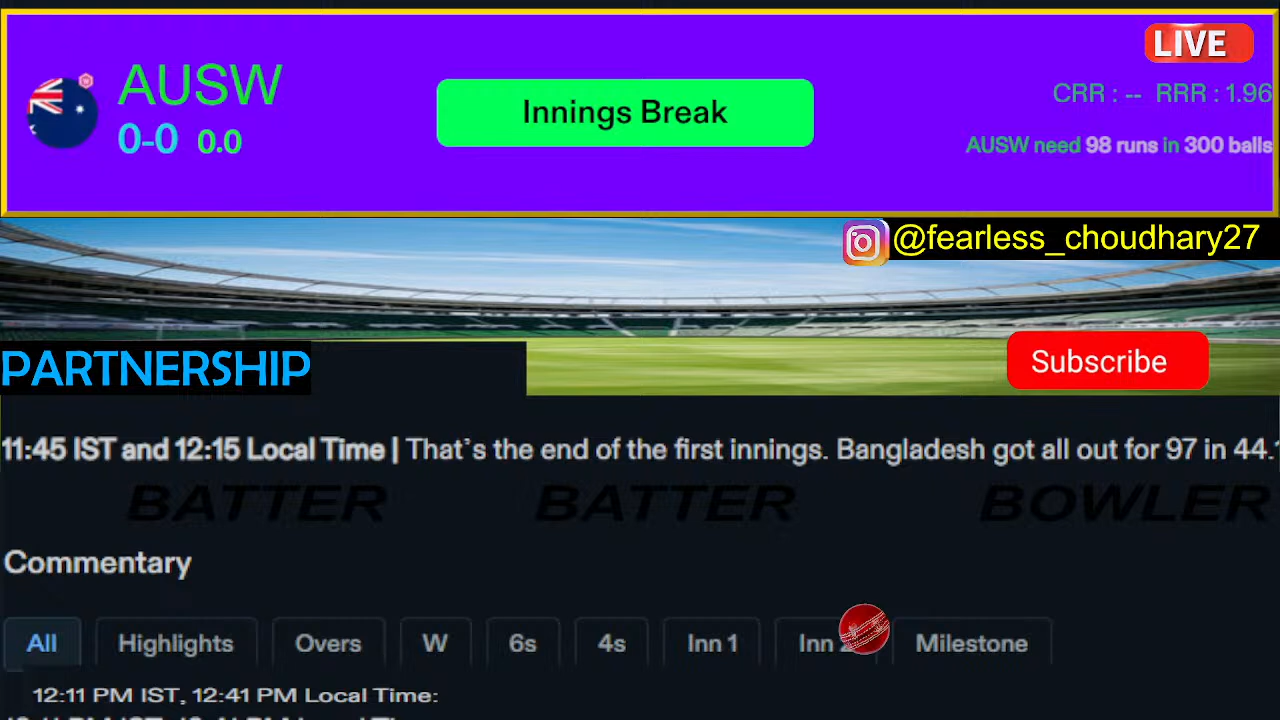 LIVE
AUSW
0-0 0.0
Innings Break
CRR : -- RRR : 1.96
AUSW need 98 runs in 300 balls
@fearless_choudhary27
PARTNERSHIP
Subscribe
11:45 IST and 12:15 Local Time | That's the end of the first innings. Bangladesh got all out for 97 in 44.
BATTER BATTER BOWLER
Commentary
All Highlights Overs W 6s 4s Inn 1 Inn Milestone
12:11 PM IST, 12:41 PM Local Time: